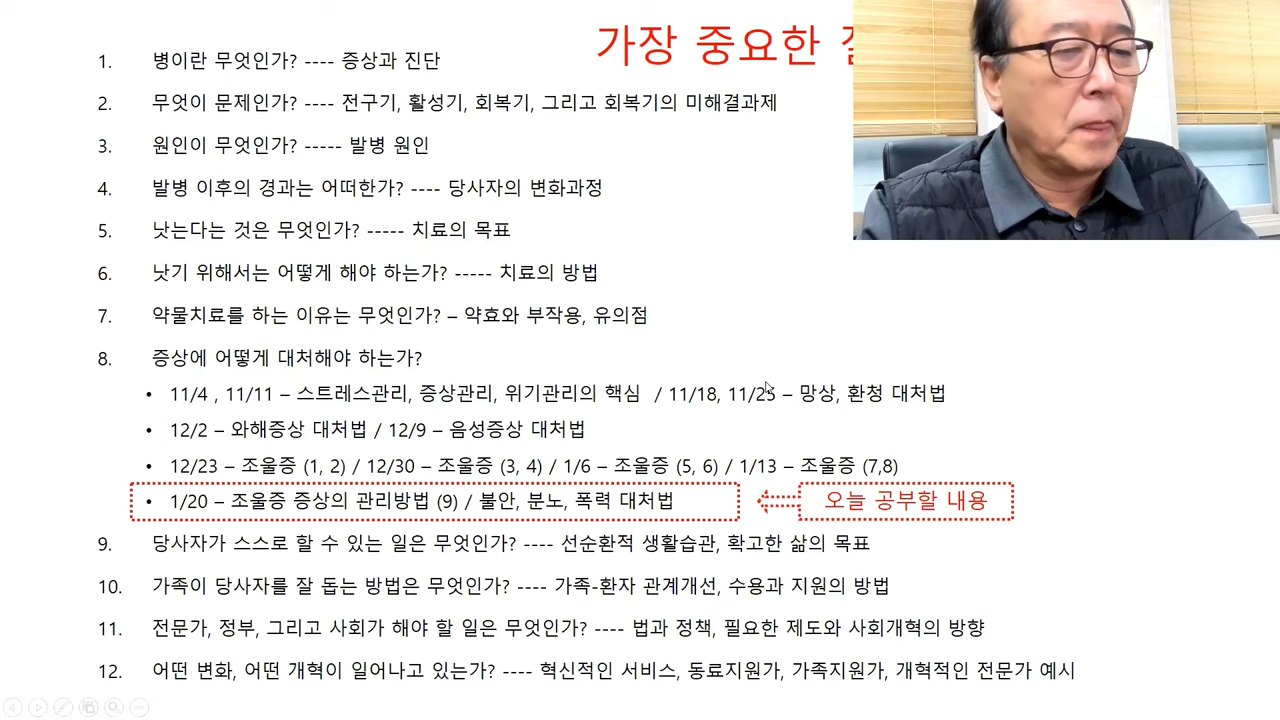 가장 중요한
1. 병이란 무엇인가? ---- 증상과 진단
2. 무엇이 문제인가? ---- 전구기, 활성기, 회복기, 그리고 회복기의 미해결과제
3. 원인이 무엇인가? ----- 발병 원인
4. 발병 이후의 경과는 어떠한가? ---- 당사자의 변화과정
5. 낫는다는 것은 무엇인가? ----- 치료의 목표
6. 낫기 위해서는 어떻게 해야 하는가? ----- 치료의 방법
7. 약물치료를 하는 이유는 무엇인가? – 약효와 부작용, 유의점
8. 증상에 어떻게 대처해야 하는가?
• 11/4 , 11/11 – 스트레스관리, 증상관리, 위기관리의 핵심 / 11/18, 11/25 – 망상, 환청 대처법
• 12/2 – 와해증상 대처법 / 12/9 – 음성증상 대처법
• 12/23 – 조울증 (1, 2) / 12/30 – 조울증 (3, 4) / 1/6 – 조울증 (5, 6) / 1/13 – 조울증 (7,8)
• 1/20 – 조울증 증상의 관리방법 (9) / 불안, 분노, 폭력 대처법
오늘 공부할 내용
9. 당사자가 스스로 할 수 있는 일은 무엇인가? ---- 선순환적 생활습관, 확고한 삶의 목표
10. 가족이 당사자를 잘 돕는 방법은 무엇인가? ---- 가족-환자 관계개선, 수용과 지원의 방법
11. 전문가, 정부, 그리고 사회가 해야 할 일은 무엇인가? ---- 법과 정책, 필요한 제도와 사회개혁의 방향
12. 어떤 변화, 어떤 개혁이 일어나고 있는가? ---- 혁신적인 서비스, 동료지원가, 가족지원가, 개혁적인 전문가 예시